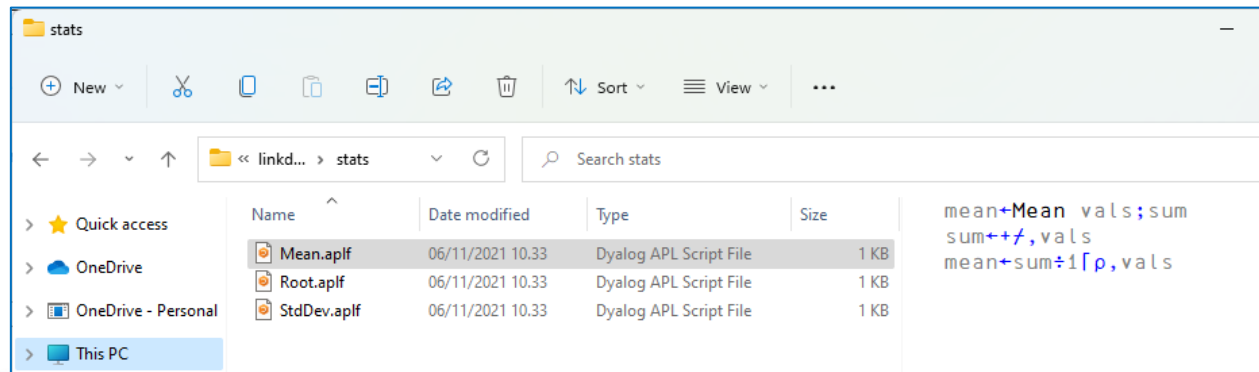 stats
New
Sort
View
« linkd... > stats
Search stats
Quick access
OneDrive
OneDrive - Personal
This PC
Name Date modified Type Size
Mean.aplf 06/11/2021 10.33 Dyalog APL Script File 1 KB
Root.aplf 06/11/2021 10.33 Dyalog APL Script File 1 KB
StdDev.aplf 06/11/2021 10.33 Dyalog APL Script File 1 KB
mean←Mean vals;sum
sum←+⌿,vals
mean←sum÷1⌈⍴,vals